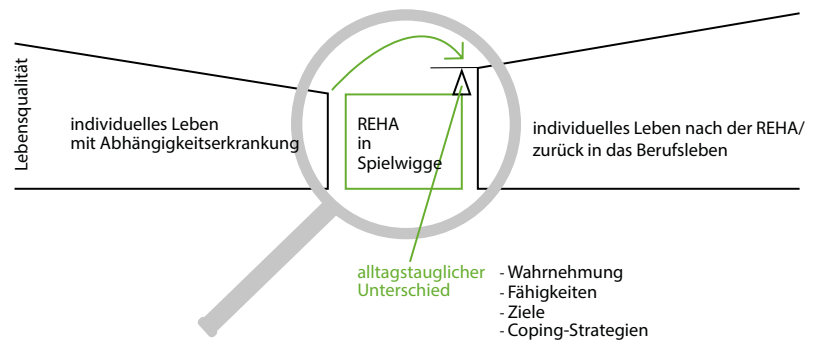 Lebensqualität
individuelles Leben
mit Abhängigkeitserkrankung
REHA
in
Spielwigge
individuelles Leben nach der REHA/
zurück in das Berufsleben
alltagstauglicher
Unterschied
- Wahrnehmung
- Fähigkeiten
- Ziele
- Coping-Strategien